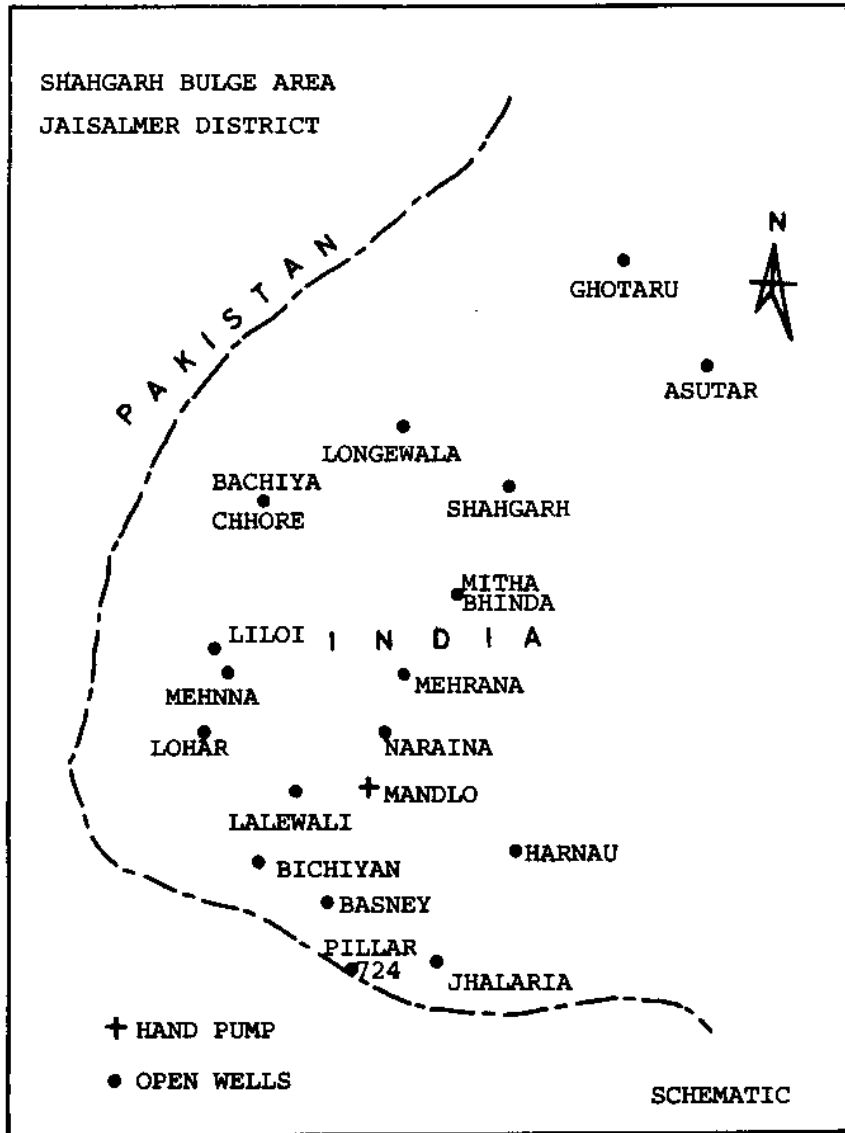 SHAHGARH BULGE AREA
JAISALMER DISTRICT
PAKISTAN
N
GHOTARU
ASUTAR
LONGEWALA
BACHIYA
CHHORE
SHAHGARH
MITHA
BHINDA
LILOI
INDIA
MEHNNA
MEHRANA
LOHAR
NARAINA
MANDLO
LALEWALI
HARNAU
BICHIYAN
BASNEY
PILLAR
724
JHALARIA
HAND PUMP
OPEN WELLS
SCHEMATIC